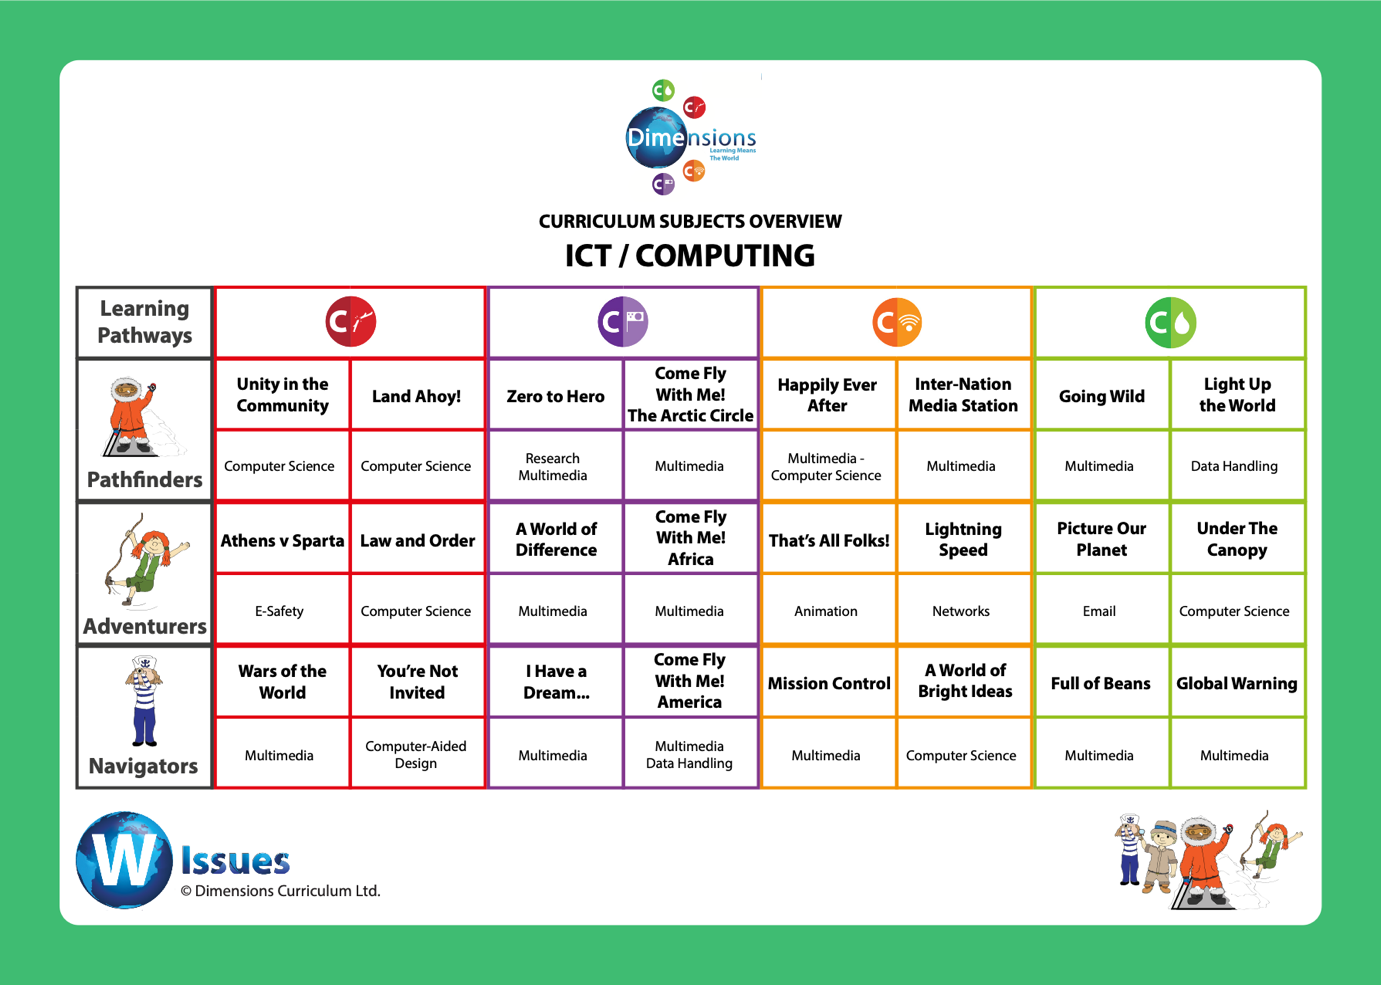 C
C
Dimensions
Learning Means
The World
C
C
CURRICULUM SUBJECTS OVERVIEW
ICT / COMPUTING
Learning
Pathways
C
C
C
C
Pathfinders
Unity in the
Community
Land Ahoy!
Zero to Hero
Come Fly
With Me!
The Arctic Circle
Happily Ever
After
Inter-Nation
Media Station
Going Wild
Light Up
the World
Computer Science
Computer Science
Research
Multimedia
Multimedia
Multimedia -
Computer Science
Multimedia
Multimedia
Data Handling
Adventurers
Athens v Sparta
Law and Order
A World of
Difference
Come Fly
With Me!
Africa
That's All Folks!
Lightning
Speed
Picture Our
Planet
Under The
Canopy
E-Safety
Computer Science
Multimedia
Multimedia
Animation
Networks
Email
Computer Science
Navigators
Wars of the
World
You're Not
Invited
I Have a
Dream...
Come Fly
With Me!
America
Mission Control
A World of
Bright Ideas
Full of Beans
Global Warning
Multimedia
Computer-Aided
Design
Multimedia
Multimedia
Data Handling
Multimedia
Computer Science
Multimedia
Multimedia
W Issues
© Dimensions Curriculum Ltd.